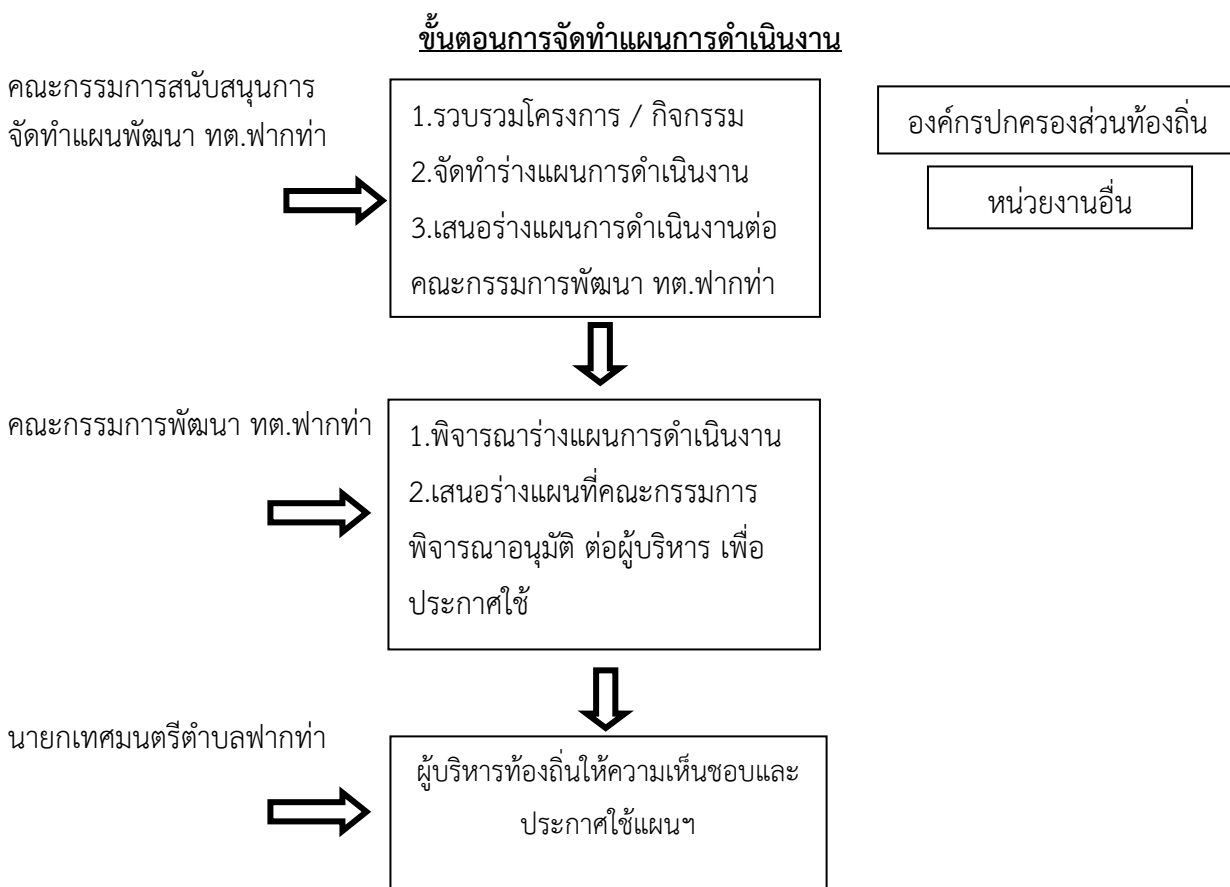 ขั้นตอนการจัดทำแผนการดำเนินงาน
คณะกรรมการสนับสนุนการ
จัดทำแผนพัฒนา ทต.ฟากท่า
1.รวบรวมโครงการ / กิจกรรม
2.จัดทำร่างแผนการดำเนินงาน
3.เสนอร่างแผนการดำเนินงานต่อ
คณะกรรมการพัฒนา ทต.ฟากท่า
องค์กรปกครองส่วนท้องถิ่น
หน่วยงานอื่น
คณะกรรมการพัฒนา ทต.ฟากท่า
1.พิจารณาร่างแผนการดำเนินงาน
2.เสนอร่างแผนที่คณะกรรมการ
พิจารณาอนุมัติ ต่อผู้บริหาร เพื่อ
ประกาศใช้
นายกเทศมนตรีตำบลฟากท่า
ผู้บริหารท้องถิ่นให้ความเห็นชอบและ
ประกาศใช้แผนฯ